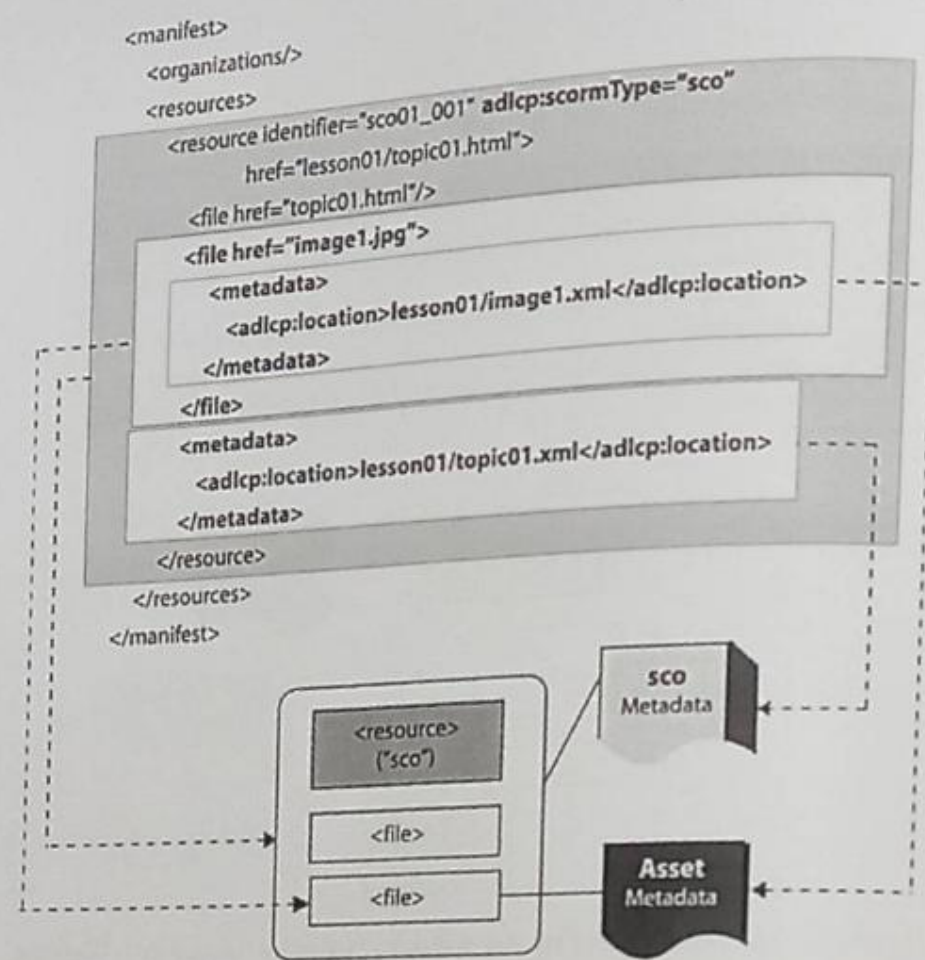 <manifest>
<organizations/>
<resources>
<resource identifier="sco01_001" adlcp:scormType="sco"
href="lesson01/topic01.html">
<file href="topic01.html"/>
<file href="image1.jpg">
<metadata>
<adlcp:location>lesson01/image1.xml</adlcp:location>
</metadata>
</file>
<metadata>
<adlcp:location>lesson01/topic01.xml</adlcp:location>
</metadata>
</resource>
</resources>
</manifest>
<resource>
("sco")
<file>
<file>
sco
Metadata
Asset
Metadata